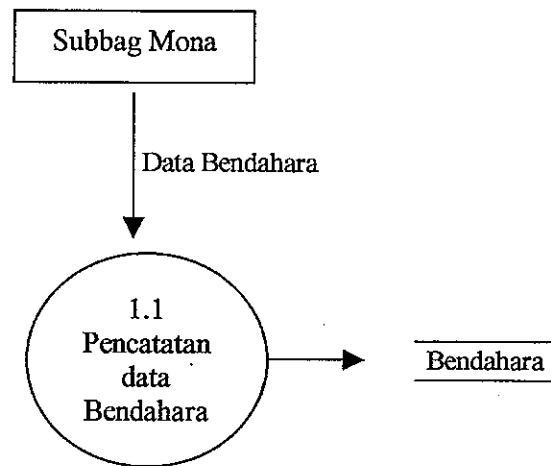 Subbag Mona
Data Bendahara
1.1
Pencatatan
data
Bendahara
Bendahara